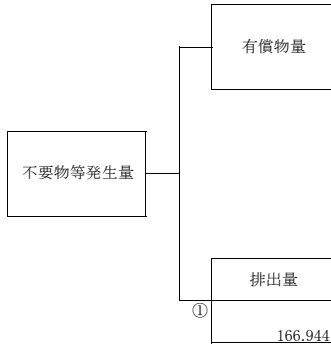 有償物量
不要物等発生量
排出量
①
166.944